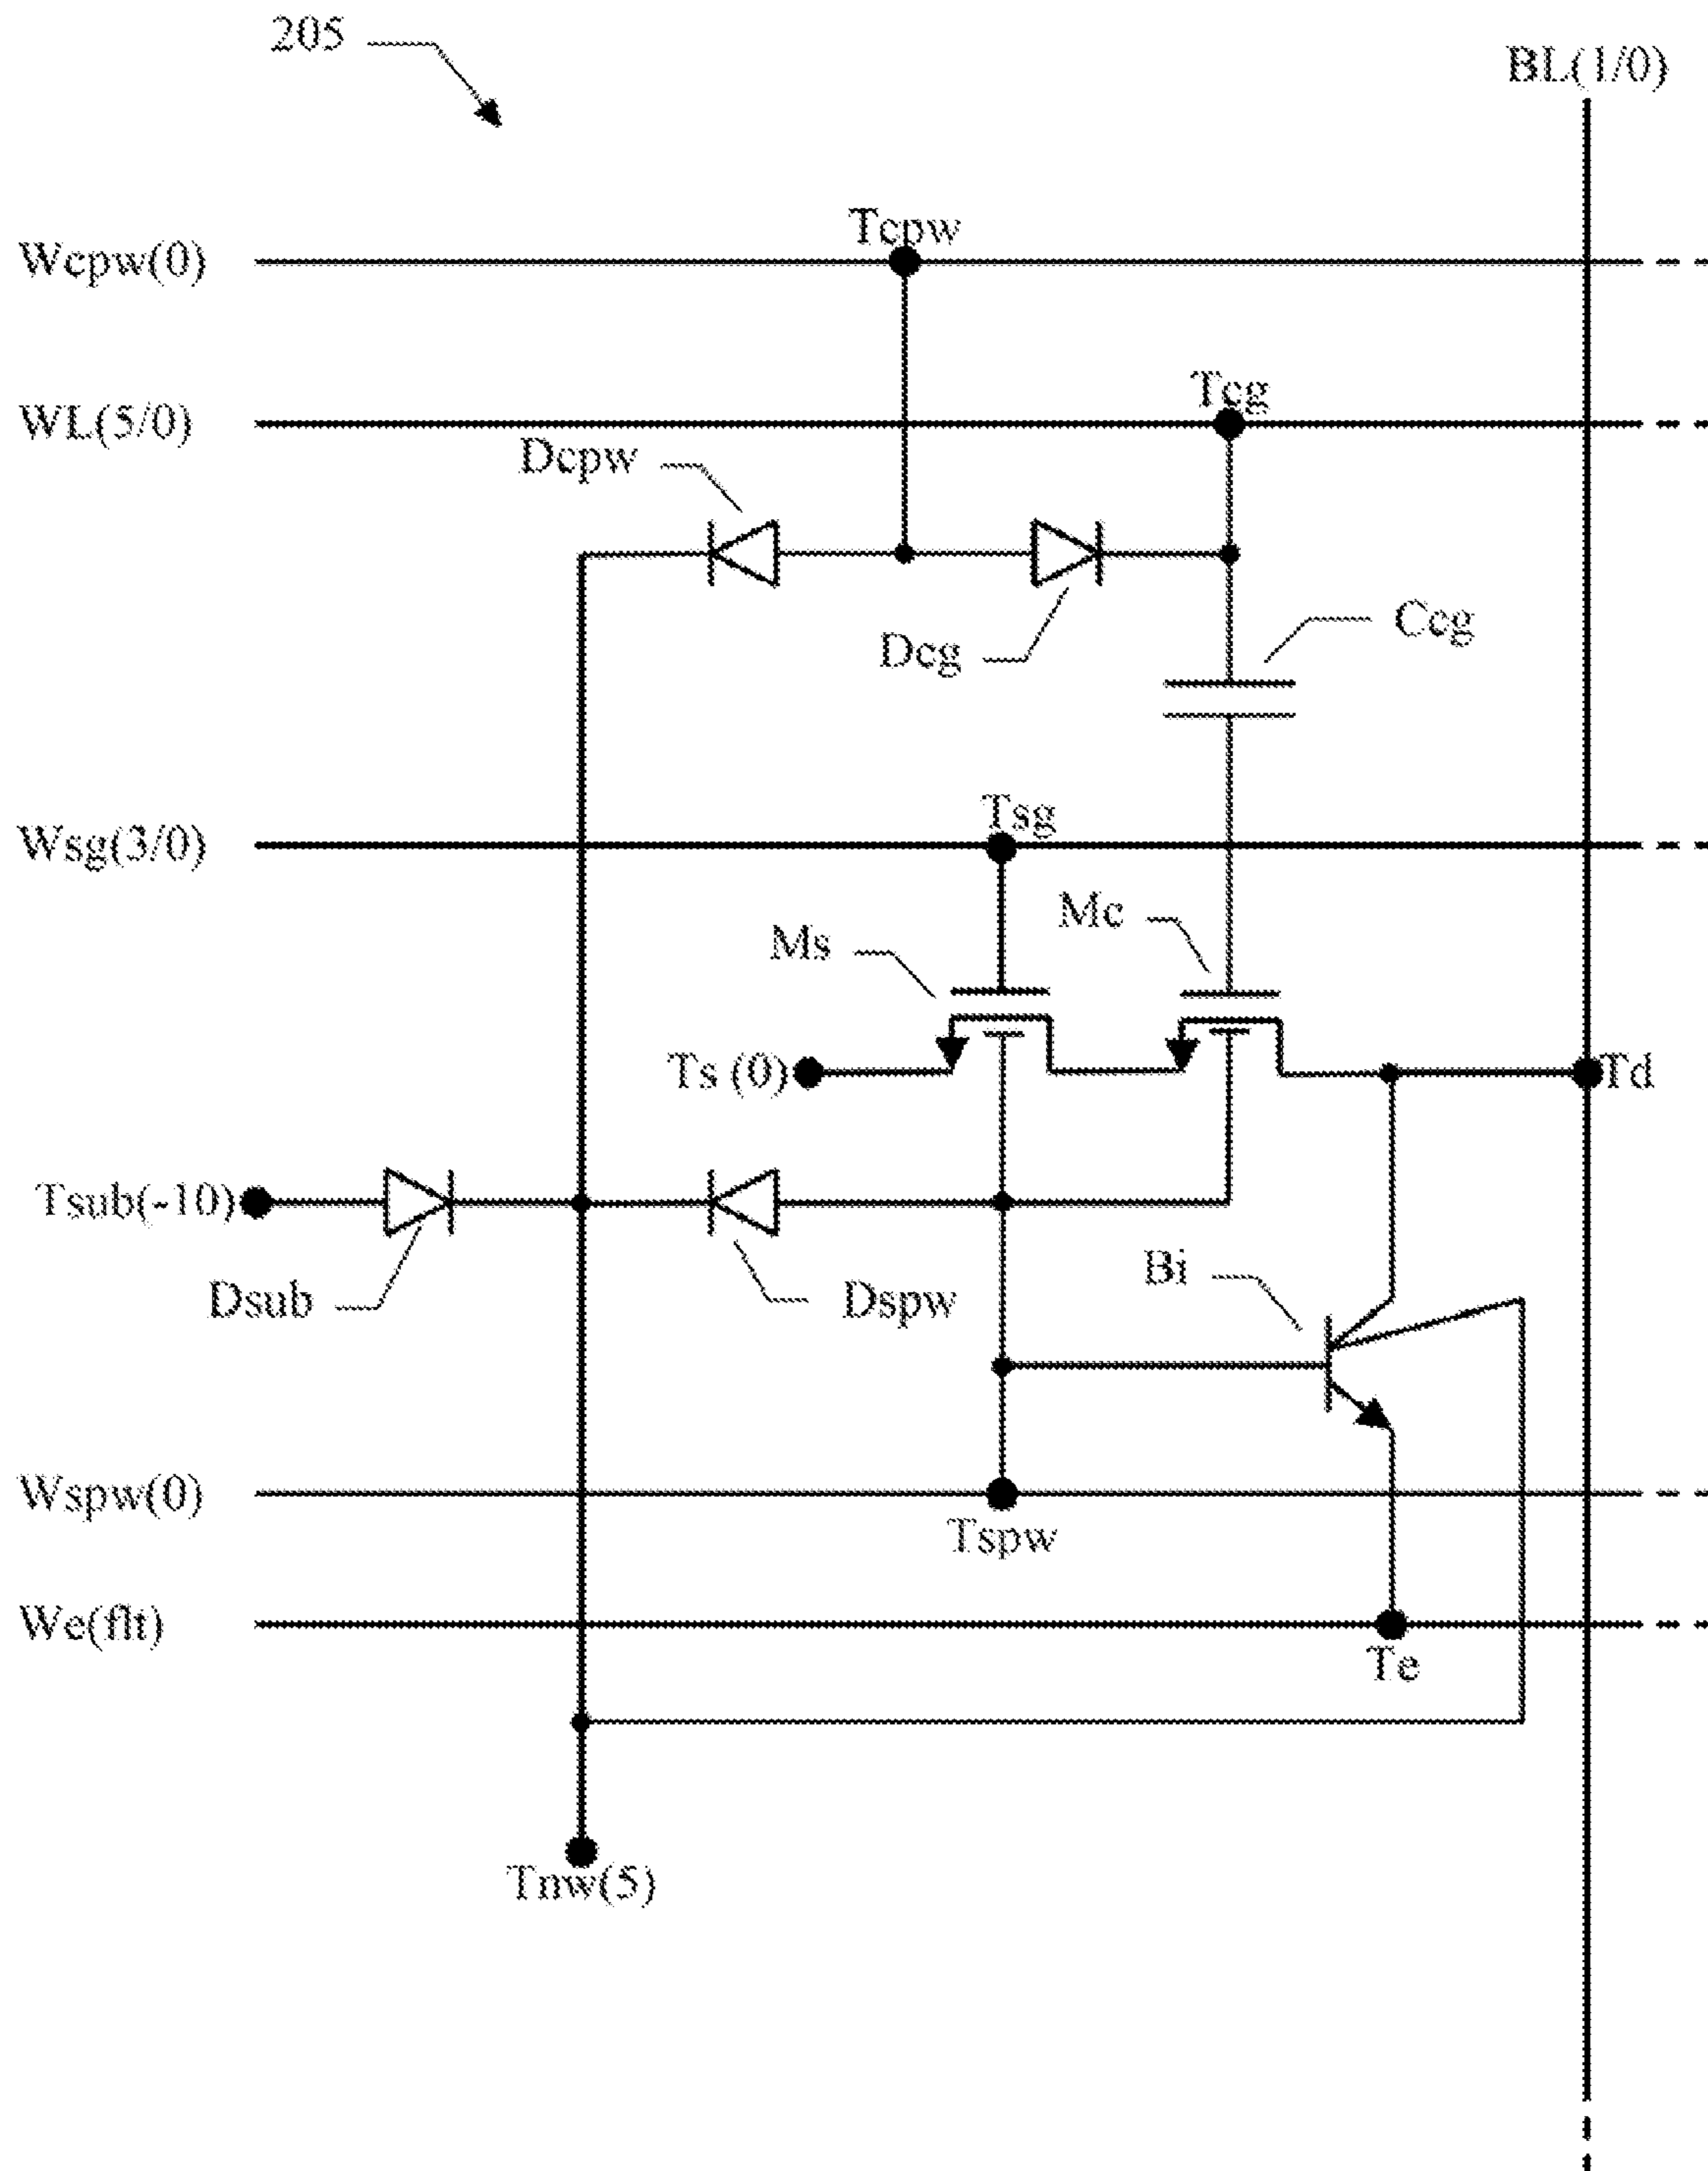 205
BL(1/0)
Tcpw
Wcpw(0)
Tcg
WL(5/0)
Dcpw
Ccg
Dcg
Tsg
Wsg(3/0)
Mc
Ms
Ts (0)
Td
Tsub(-10)
Bi
Dsub
Dspw
Wspw(0)
Tspw
We(flt)
Te
Tnw(5)